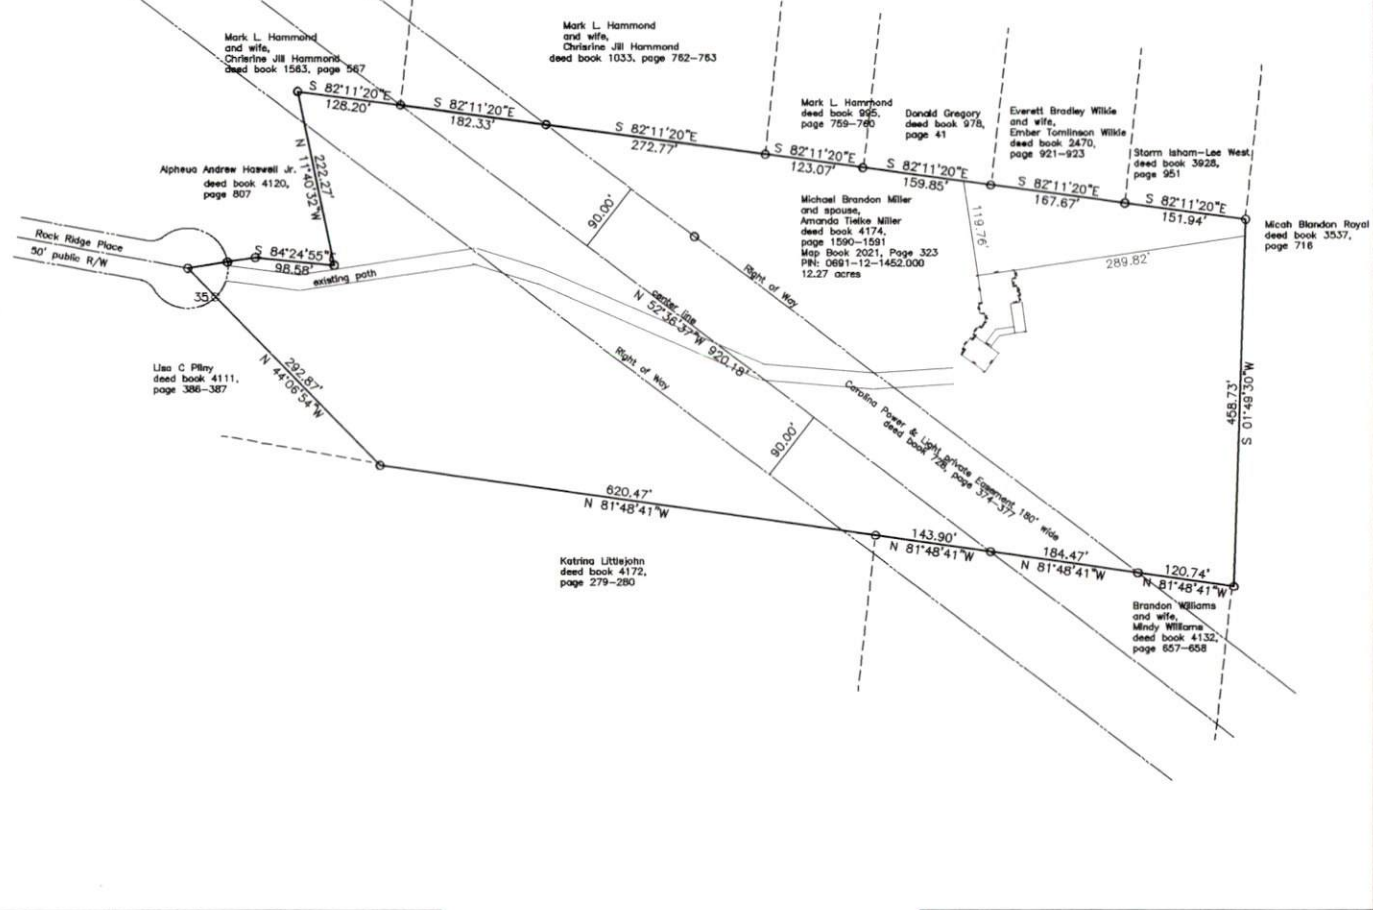 Mark L. Hammond
and wife,
Chrisrine Jill Hammond
deed book 1563, page 567
Mark L. Hammond
and wife,
Chrisrine Jill Hammond
deed book 1033, page 762-763
S 82°11'20"E
128.20'
S 82°11'20"E
182.33'
S 82°11'20"E
272.77'
Mark L. Hammond
deed book 995,
page 759-760
S 82°11'20"E
123.07'
Donald Gregory
deed book 978,
page 41
S 82°11'20"E
159.85'
Everett Bradley Wilkie
and wife,
Ember Tomlinson Wilkie
deed book 2470,
page 921-923
S 82°11'20"E
167.67'
Storm Isham-Lee West
deed book 3928,
page 951
S 82°11'20"E
151.94'
Micah Blandon Royal
deed book 3537,
page 716
N 11°40'32"W
222.27'
Alpheus Andrew Haswell Jr.
deed book 4120,
page 807
Michael Brandon Miller
and spouse,
Amanda Tielke Miller
deed book 4174,
page 1590-1591
Map Book 2021, Page 323
PIN: 0691-12-1452.000
12.27 acres
119.76'
289.82'
90.00'
Rock Ridge Place
50' public R/W
S 84°24'55"E
98.58'
existing path
35
Right of Way
center line
N 52°36'37"W 920.18'
Right of Way
Lisa C Pliny
deed book 4111,
page 386-387
292.87'
N 44°06'54"W
Carolina Power & Light private Easement 180' wide
deed book 728, page 374-377
90.00'
458.73'
S 01°49'30"W
620.47'
N 81°48'41"W
143.90'
N 81°48'41"W
184.47'
N 81°48'41"W
120.74'
N 81°48'41"W
Katrina Littlejohn
deed book 4172,
page 279-280
Brandon Williams
and wife,
Mindy Williams
deed book 4132,
page 657-658